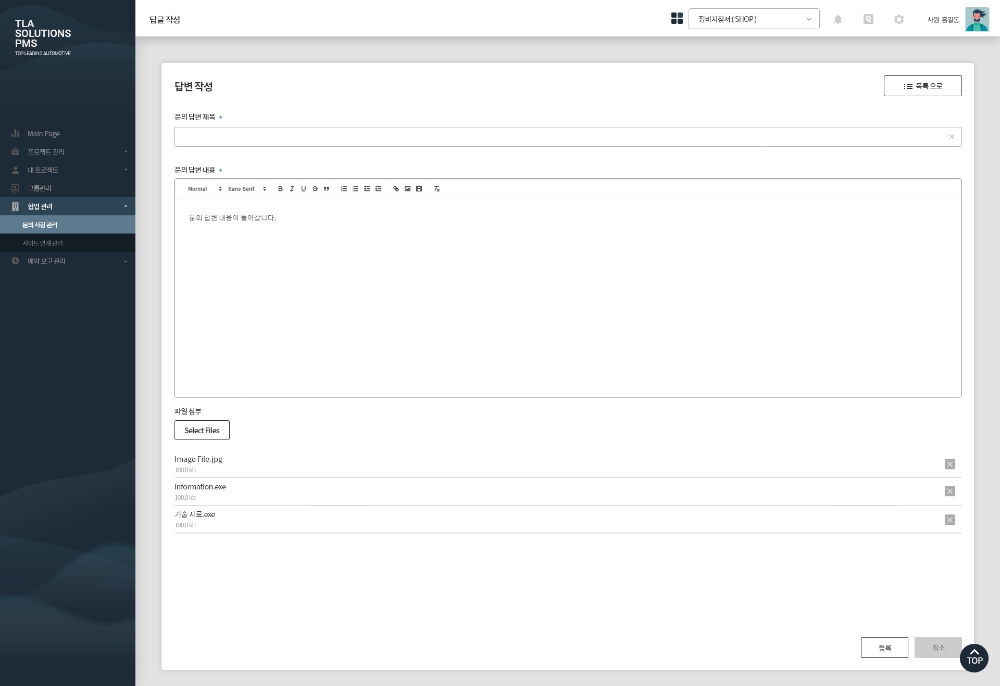 TLA
SOLUTIONS
PMS
TOP LEADING AUTOMOTIVE
답글 작성
정비지침서 ( SHOP )
Q
사원 홍길동
Main Page
프로젝트 관리
내 프로젝트
그룹관리
협업 관리
문의 사항 관리
사이트 연계 관리
예약 보고 관리
답변 작성
목록으로
문의 답변 제목 *
문의 답변 내용 *
Normal Sans Serif
문의 답변 내용이 들어갑니다.
파일 첨부
Select Files
Image File.jpg
100.0 kb
Information.exe
100.0 kb
기술 자료.exe
100.0 kb
등록 취소
TOP